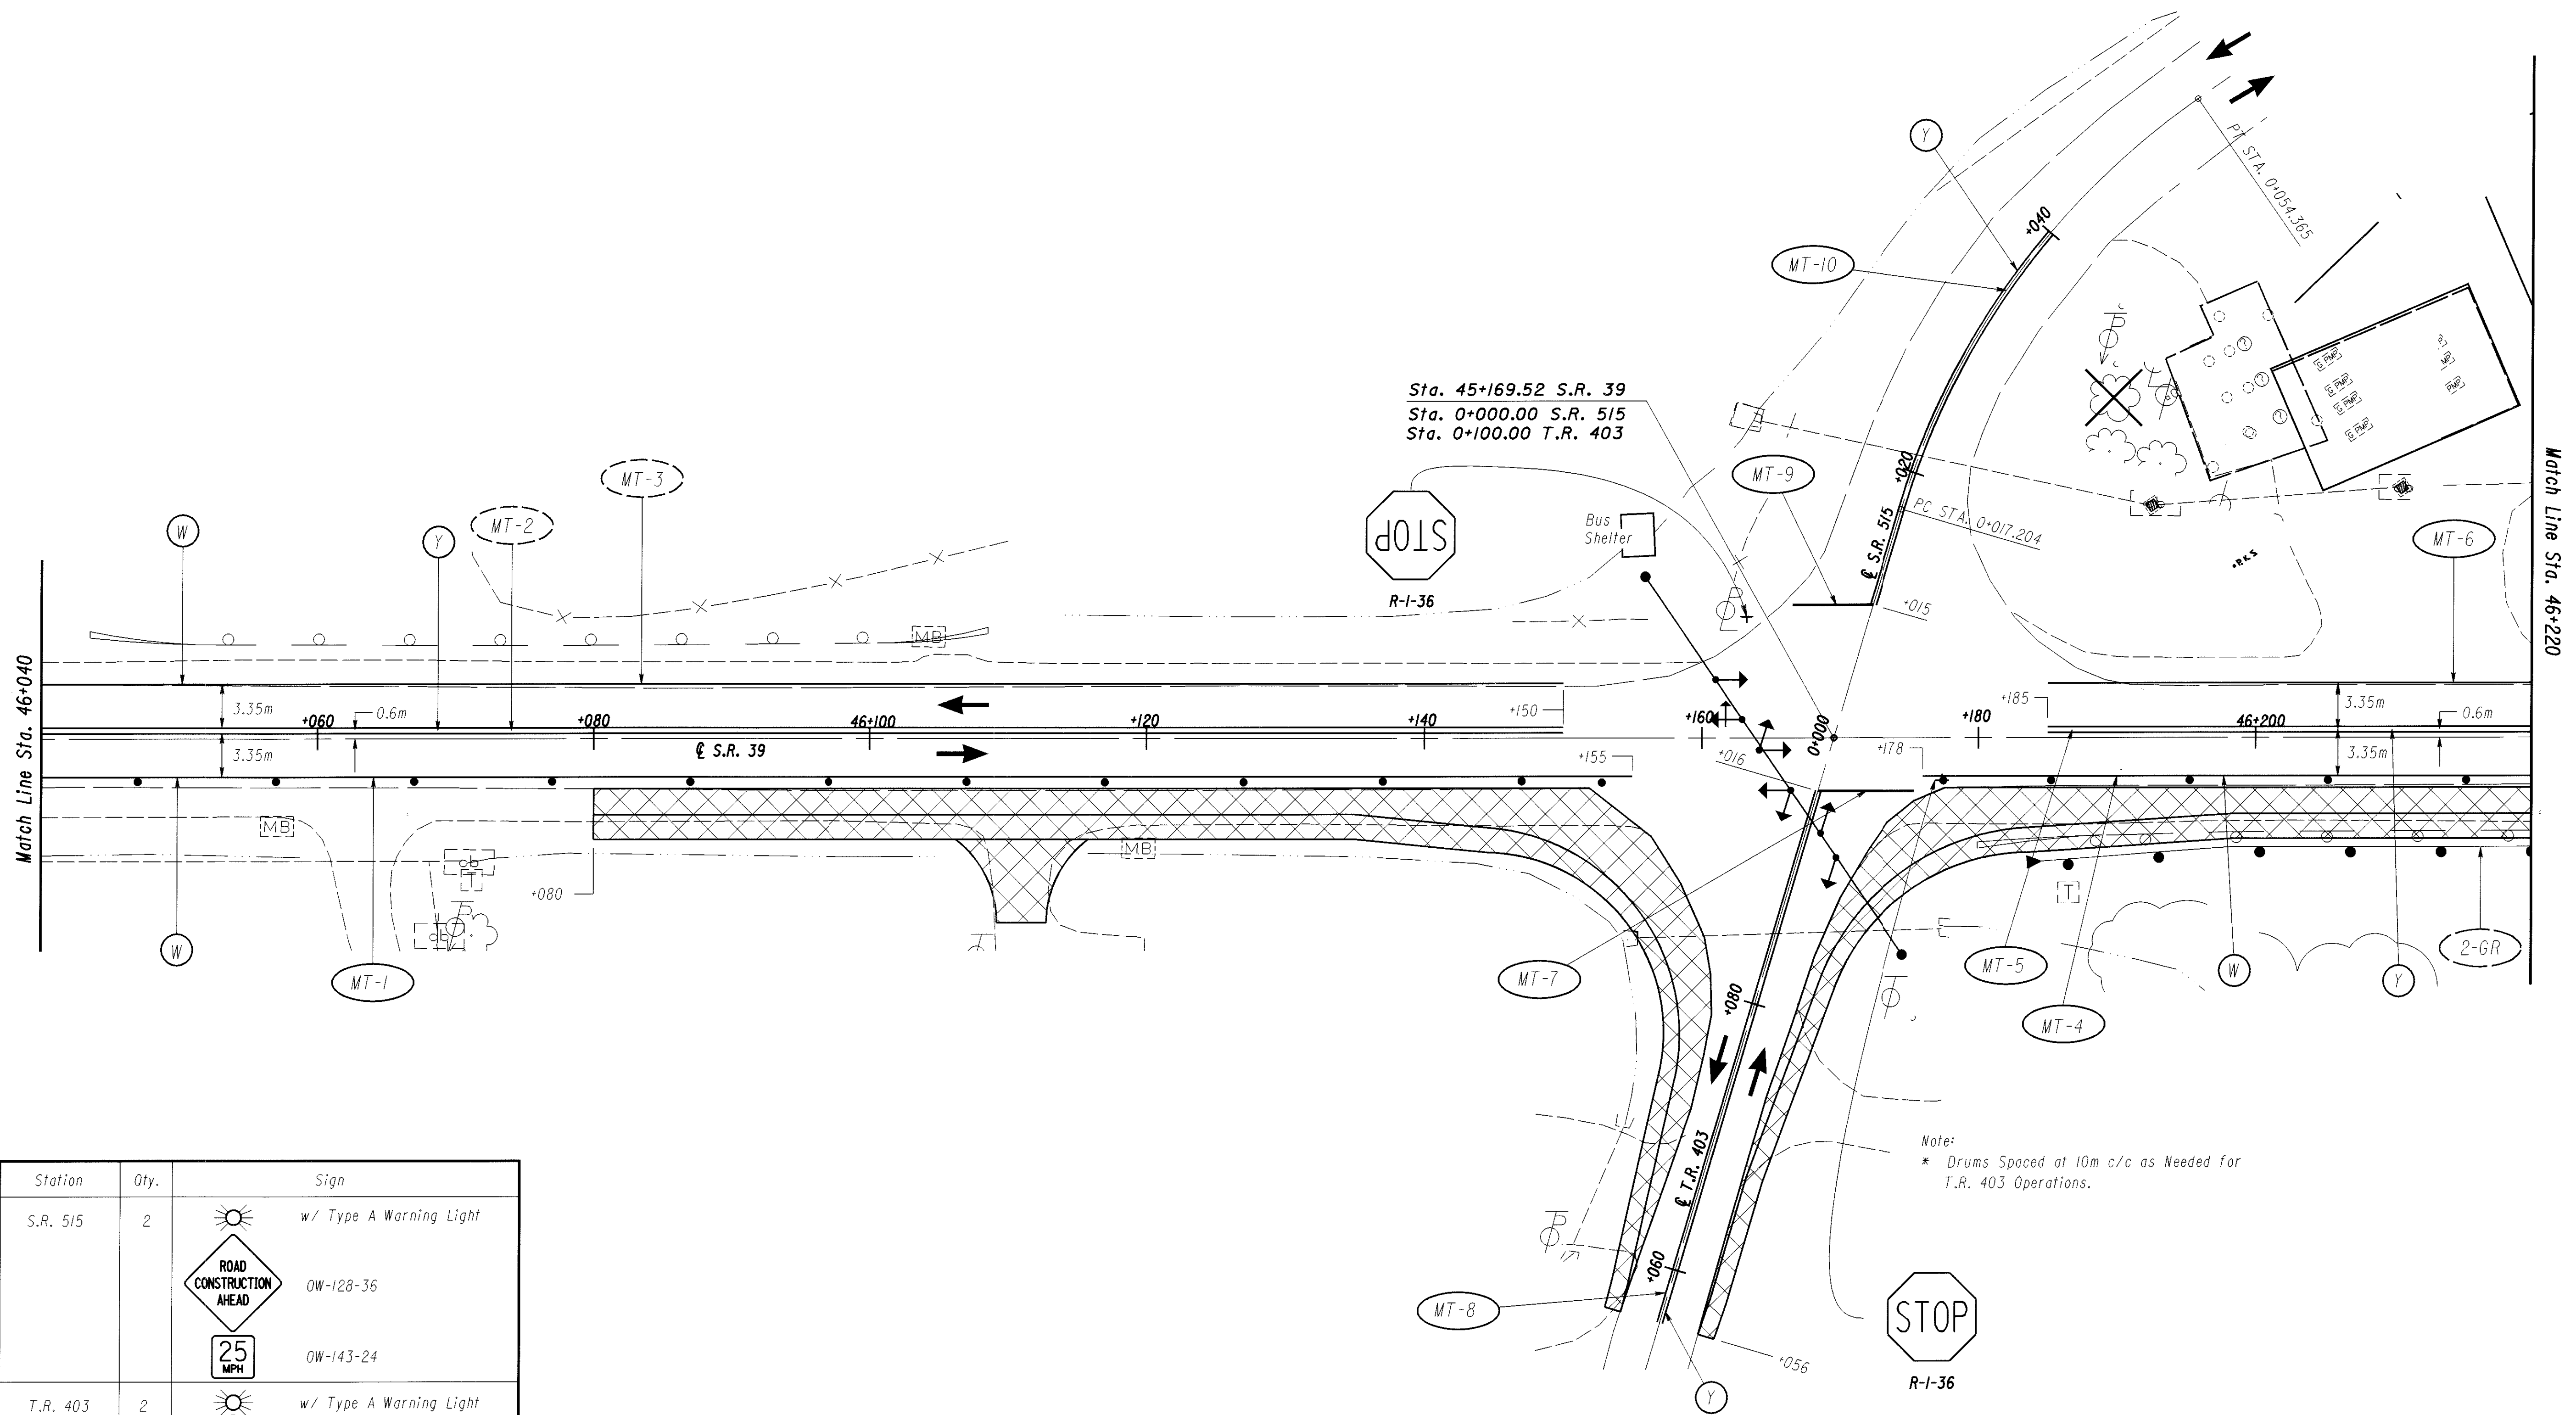 Y
PT STA. 0+054.365
+040
MT-10
Sta. 45+169.52 S.R. 39
Sta. 0+000.00 S.R. 515
Sta. 0+100.00 T.R. 403
G PMP
G PMP
G PMP
G PMP
PMP
MT-9
+020
MT-3
STOP
R-1-36
Bus
Shelter
PC STA. 0+017.204
℄ S.R. 515
+015
P.K.S
MT-6
W
Y
MT-2
MB
Match Line Sta. 46+040
Match Line Sta. 46+220
3.35m
+060
0.6m
+080
46+100
+120
+140
+150
+160
0+000
+185
+180
46+200
3.35m
0.6m
3.35m
℄ S.R. 39
+155
+016
+178
3.35m
MB
cb
T
cb
+080
MB
T
W
MT-1
MT-7
MT-5
W
Y
2-GR
MT-4
+080
℄ T.R. 403
Note:
* Drums Spaced at 10m c/c as Needed for
T.R. 403 Operations.
+060
MT-8
+056
Y
STOP
R-1-36
Station Qty. Sign
S.R. 515 2 w/ Type A Warning Light
ROAD
CONSTRUCTION
AHEAD
OW-128-36
25
MPH
OW-143-24
T.R. 403 2 w/ Type A Warning Light